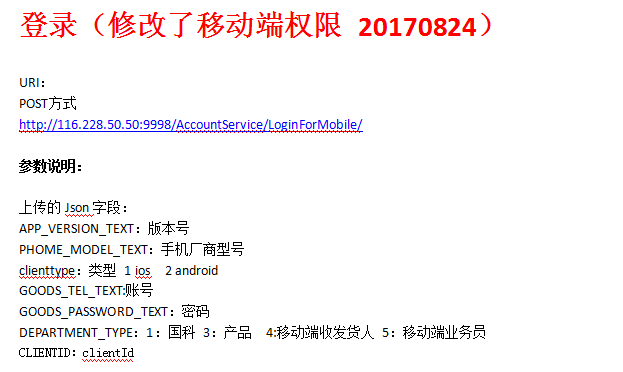 登录（修改了移动端权限 20170824）
URI：
POST方式
http://116.228.50.50:9998/AccountService/LoginForMobile/
参数说明：
上传的Json字段：
APP_VERSION_TEXT：版本号
PHOME_MODEL_TEXT：手机厂商型号
clienttype：类型 1 ios 2 android
GOODS_TEL_TEXT:账号
GOODS_PASSWORD_TEXT：密码
DEPARTMENT_TYPE：1：国科 3：产品 4:移动端收发货人 5：移动端业务员
CLIENTID：clientId